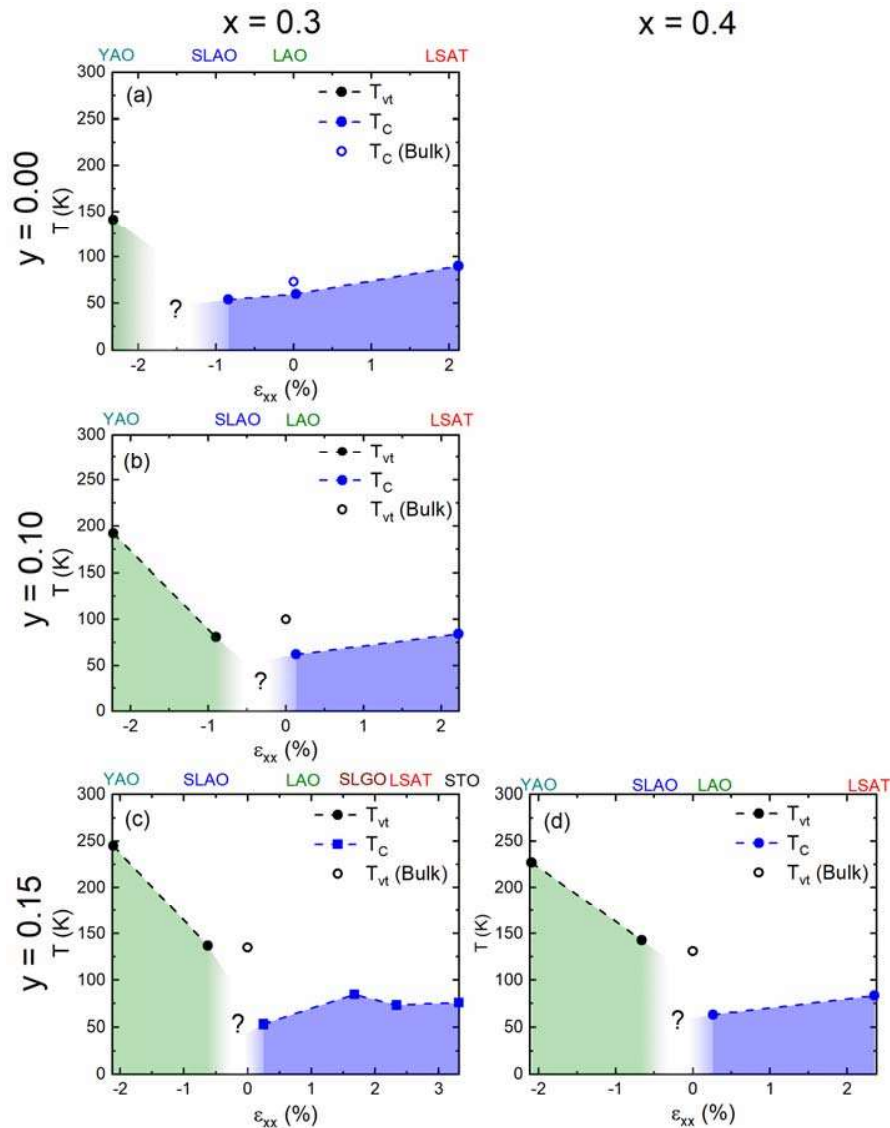 x = 0.3
x = 0.4
y = 0.00
YAO SLAO LAO LSAT
(a)
T_vt
T_C
T_C (Bulk)
300
250
200
150
100
50
0
T (K)
?
-2 -1 0 1 2
ε_xx (%)
y = 0.10
YAO SLAO LAO LSAT
(b)
T_vt
T_C
T_vt (Bulk)
300
250
200
150
100
50
0
T (K)
?
-2 -1 0 1 2
ε_xx (%)
y = 0.15
YAO SLAO LAO SLGO LSAT STO
(c)
T_vt
T_C
T_vt (Bulk)
300
250
200
150
100
50
0
T (K)
?
-2 -1 0 1 2 3
ε_xx (%)
YAO SLAO LAO LSAT
(d)
T_vt
T_C
T_vt (Bulk)
300
250
200
150
100
50
0
T (K)
?
-2 -1 0 1 2
ε_xx (%)